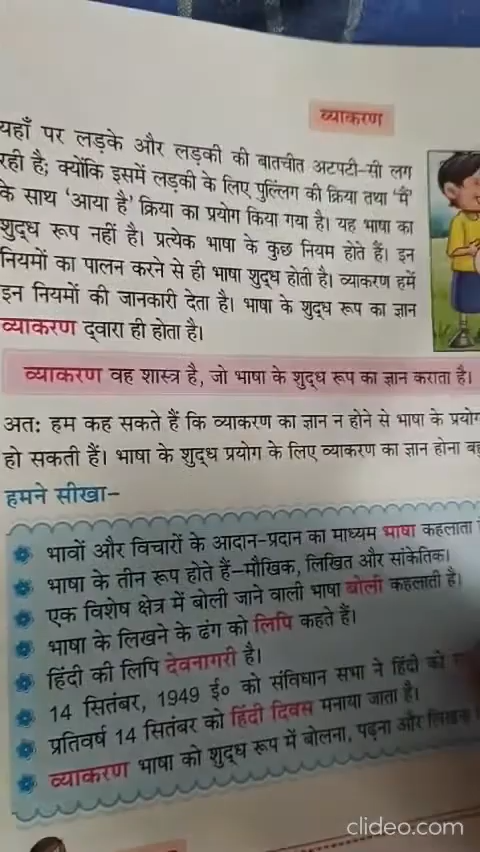 व्याकरण
यहाँ पर लड़के और लड़की की बातचीत अटपटी-सी लग
रही है; क्योंकि इसमें लड़की के लिए पुल्लिंग की क्रिया तथा 'मैं'
के साथ 'आया है' क्रिया का प्रयोग किया गया है। यह भाषा का
शुद्ध रूप नहीं है। प्रत्येक भाषा के कुछ नियम होते हैं। इन
नियमों का पालन करने से ही भाषा शुद्ध होती है। व्याकरण हमें
इन नियमों की जानकारी देता है। भाषा के शुद्ध रूप का ज्ञान
व्याकरण द्वारा ही होता है।
व्याकरण वह शास्त्र है, जो भाषा के शुद्ध रूप का ज्ञान कराता है।
अतः हम कह सकते हैं कि व्याकरण का ज्ञान न होने से भाषा के प्रयोग
हो सकती हैं। भाषा के शुद्ध प्रयोग के लिए व्याकरण का ज्ञान होना
हमने सीखा-
भावों और विचारों के आदान-प्रदान का माध्यम भाषा कहलाता
भाषा के तीन रूप होते हैं-मौखिक, लिखित और सांकेतिक।
एक विशेष क्षेत्र में बोली जाने वाली भाषा बोली कहलाती है।
भाषा के लिखने के ढंग को लिपि कहते हैं।
हिंदी की लिपि देवनागरी है।
14 सितंबर, 1949 ई० को संविधान सभा ने हिंदी को
प्रतिवर्ष 14 सितंबर को हिंदी दिवस मनाया जाता है।
व्याकरण भाषा को शुद्ध रूप में बोलना, पढ़ना और लिखना
clideo.com